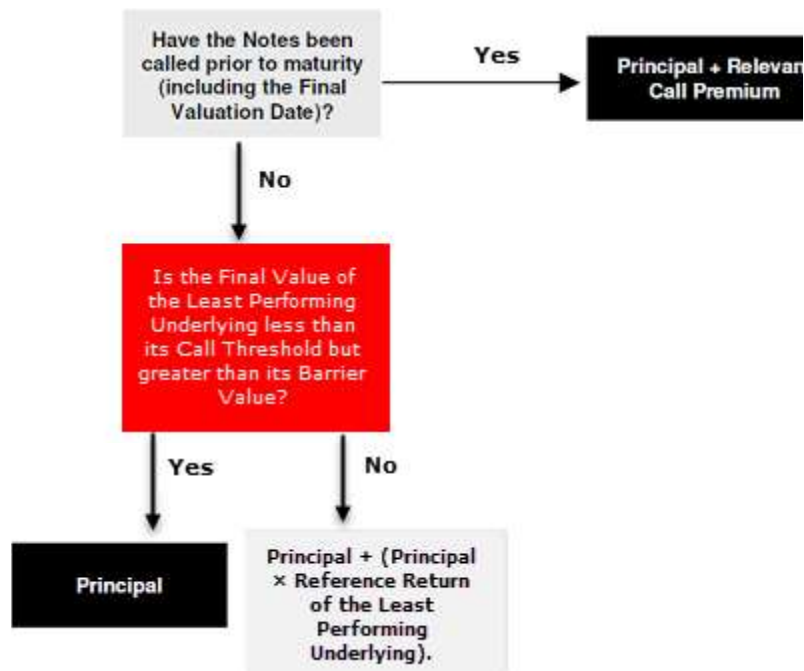 Have the Notes been
called prior to maturity
(including the Final
Valuation Date)?
Yes
Principal + Relevan
Call Premium
No
Is the Final Value of
the Least Performing
Underlying less than
its Call Threshold but
greater than its Barrier
Value?
Yes
No
Principal
Principal + (Principal
× Reference Return
of the Least
Performing
Underlying).